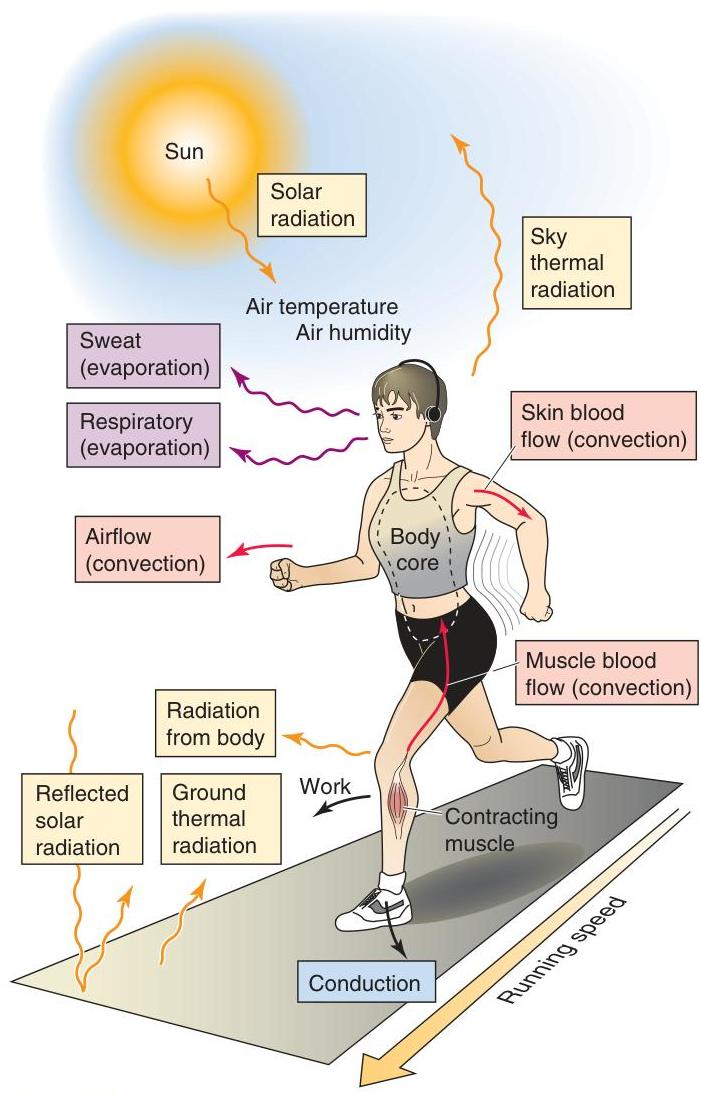 Sun
Solar
radiation
Sky
thermal
radiation
Air temperature
Air humidity
Sweat
(evaporation)
Respiratory
(evaporation)
Skin blood
flow (convection)
Airflow
(convection)
Body
core
Muscle blood
flow (convection)
Radiation
from body
Reflected
solar
radiation
Ground
thermal
radiation
Work
Contracting
muscle
Conduction
Running speed